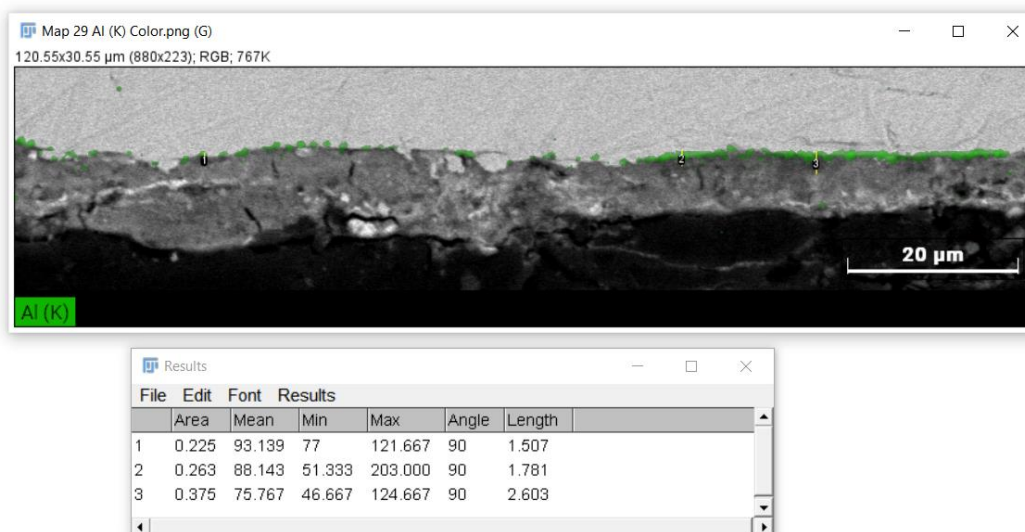 Map 29 Al (K) Color.png (G)
120.55x30.55 µm (880x223); RGB; 767K
1
2
3
20 µm
Al (K)
Results
File Edit Font Results
Area Mean Min Max Angle Length
1 0.225 93.139 77 121.667 90 1.507
2 0.263 88.143 51.333 203.000 90 1.781
3 0.375 75.767 46.667 124.667 90 2.603